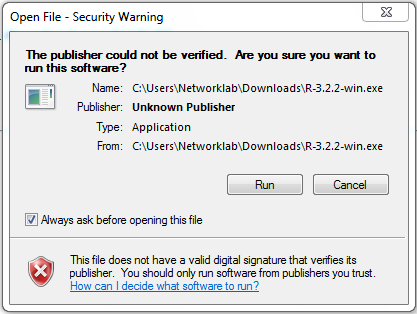 Open File - Security Warning
The publisher could not be verified.  Are you sure you want to
run this software?
Name: C:\Users\Networklab\Downloads\R-3.2.2-win.exe
Publisher: Unknown Publisher
Type: Application
From: C:\Users\Networklab\Downloads\R-3.2.2-win.exe
Run Cancel
Always ask before opening this file
This file does not have a valid digital signature that verifies its
publisher.  You should only run software from publishers you trust.
How can I decide what software to run?